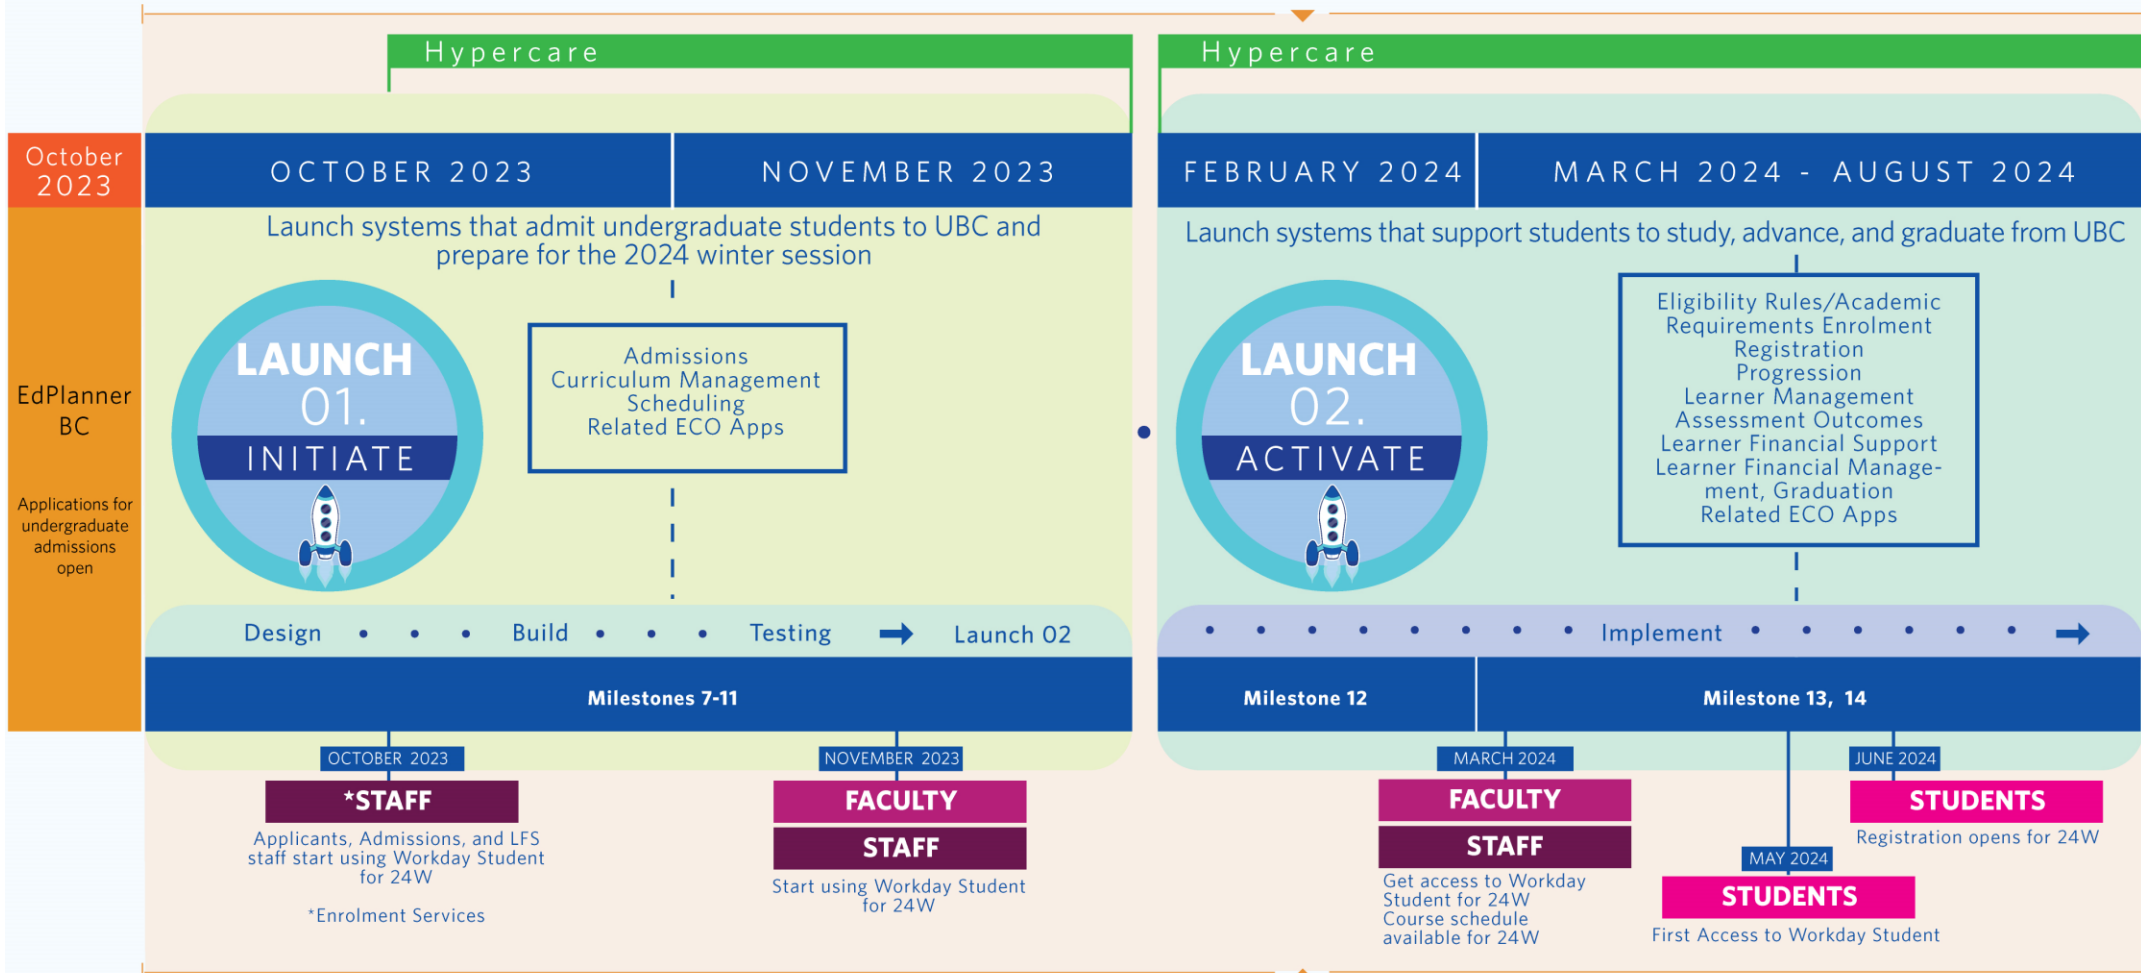 Hypercare
Hypercare
October
2023
OCTOBER 2023
NOVEMBER 2023
FEBRUARY 2024
MARCH 2024 - AUGUST 2024
EdPlanner
BC
Applications for
undergraduate
admissions
open
Launch systems that admit undergraduate students to UBC and
prepare for the 2024 winter session
LAUNCH
01.
INITIATE
Admissions
Curriculum Management
Scheduling
Related ECO Apps
Design
Build
Testing
Launch 02
Milestones 7-11
OCTOBER 2023
*STAFF
Applicants, Admissions, and LFS
staff start using Workday Student
for 24W
*Enrolment Services
NOVEMBER 2023
FACULTY
STAFF
Start using Workday Student
for 24W
Launch systems that support students to study, advance, and graduate from UBC
LAUNCH
02.
ACTIVATE
Eligibility Rules/Academic
Requirements Enrolment
Registration
Progression
Learner Management
Assessment Outcomes
Learner Financial Support
Learner Financial Manage-
ment, Graduation
Related ECO Apps
Implement
Milestone 12
Milestone 13, 14
MARCH 2024
FACULTY
STAFF
Get access to Workday
Student for 24W
Course schedule
available for 24W
MAY 2024
STUDENTS
First Access to Workday Student
JUNE 2024
STUDENTS
Registration opens for 24W